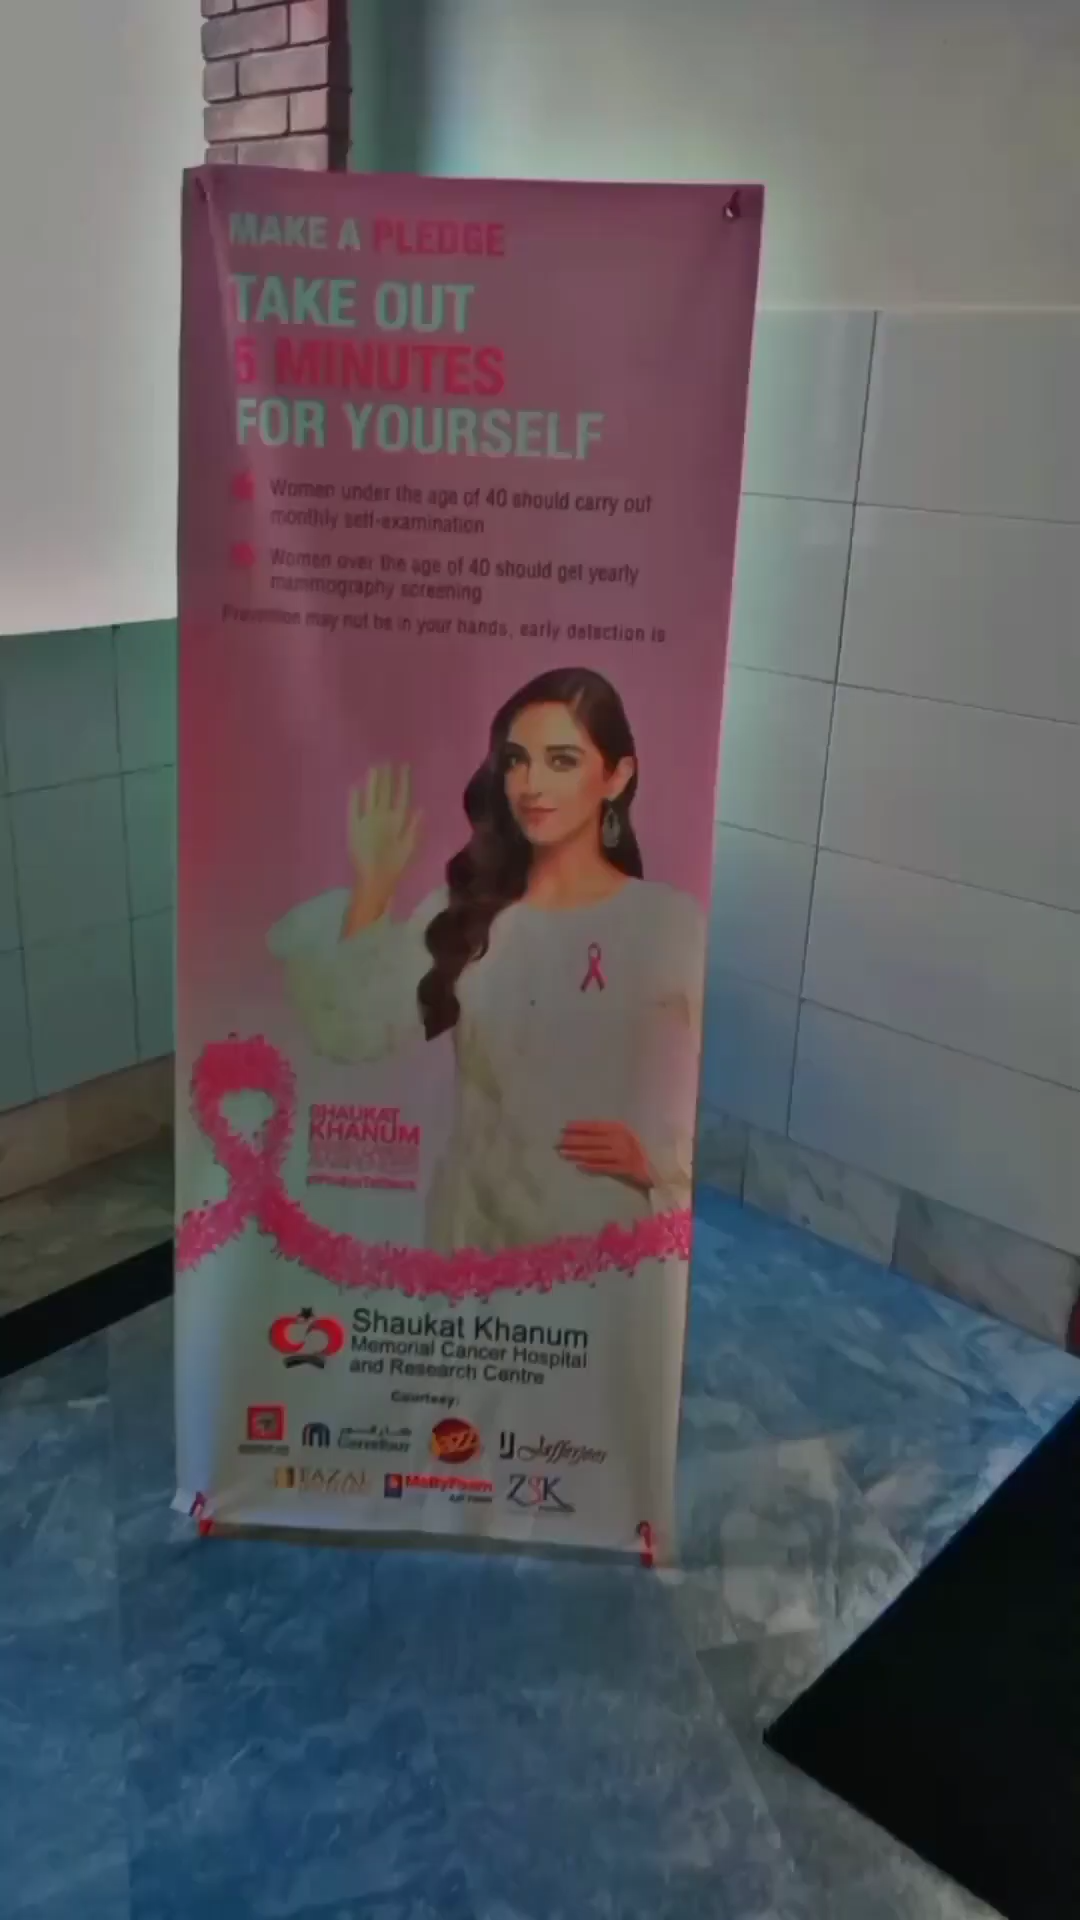 MAKE A PLEDGE
TAKE OUT
5 MINUTES
FOR YOURSELF
Women under the age of 40 should carry out
monthly self-examination
Women over the age of 40 should get yearly
mammography screening
Prevention may not be in your hands, early detection is
SHAUKAT
KHANUM
Shaukat Khanum
Memorial Cancer Hospital
and Research Centre
Courtesy:
كارفور
Carrefour
Jafferjees
FAZAL
MoltyFoam
ZSK